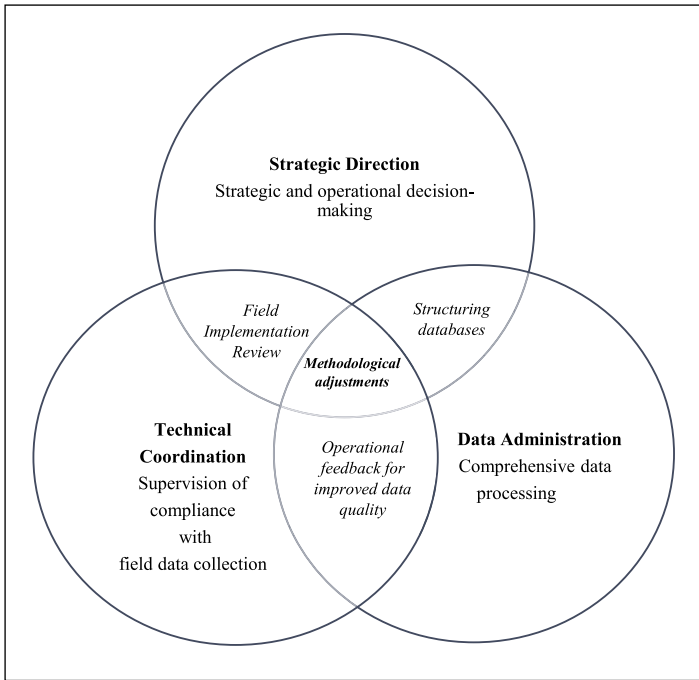 Strategic Direction
Strategic and operational decision-
making
Field
Implementation
Review
Structuring
databases
Methodological
adjustments
Technical
Coordination
Supervision of
compliance
with
field data collection
Operational
feedback for
improved data
quality
Data Administration
Comprehensive data
processing